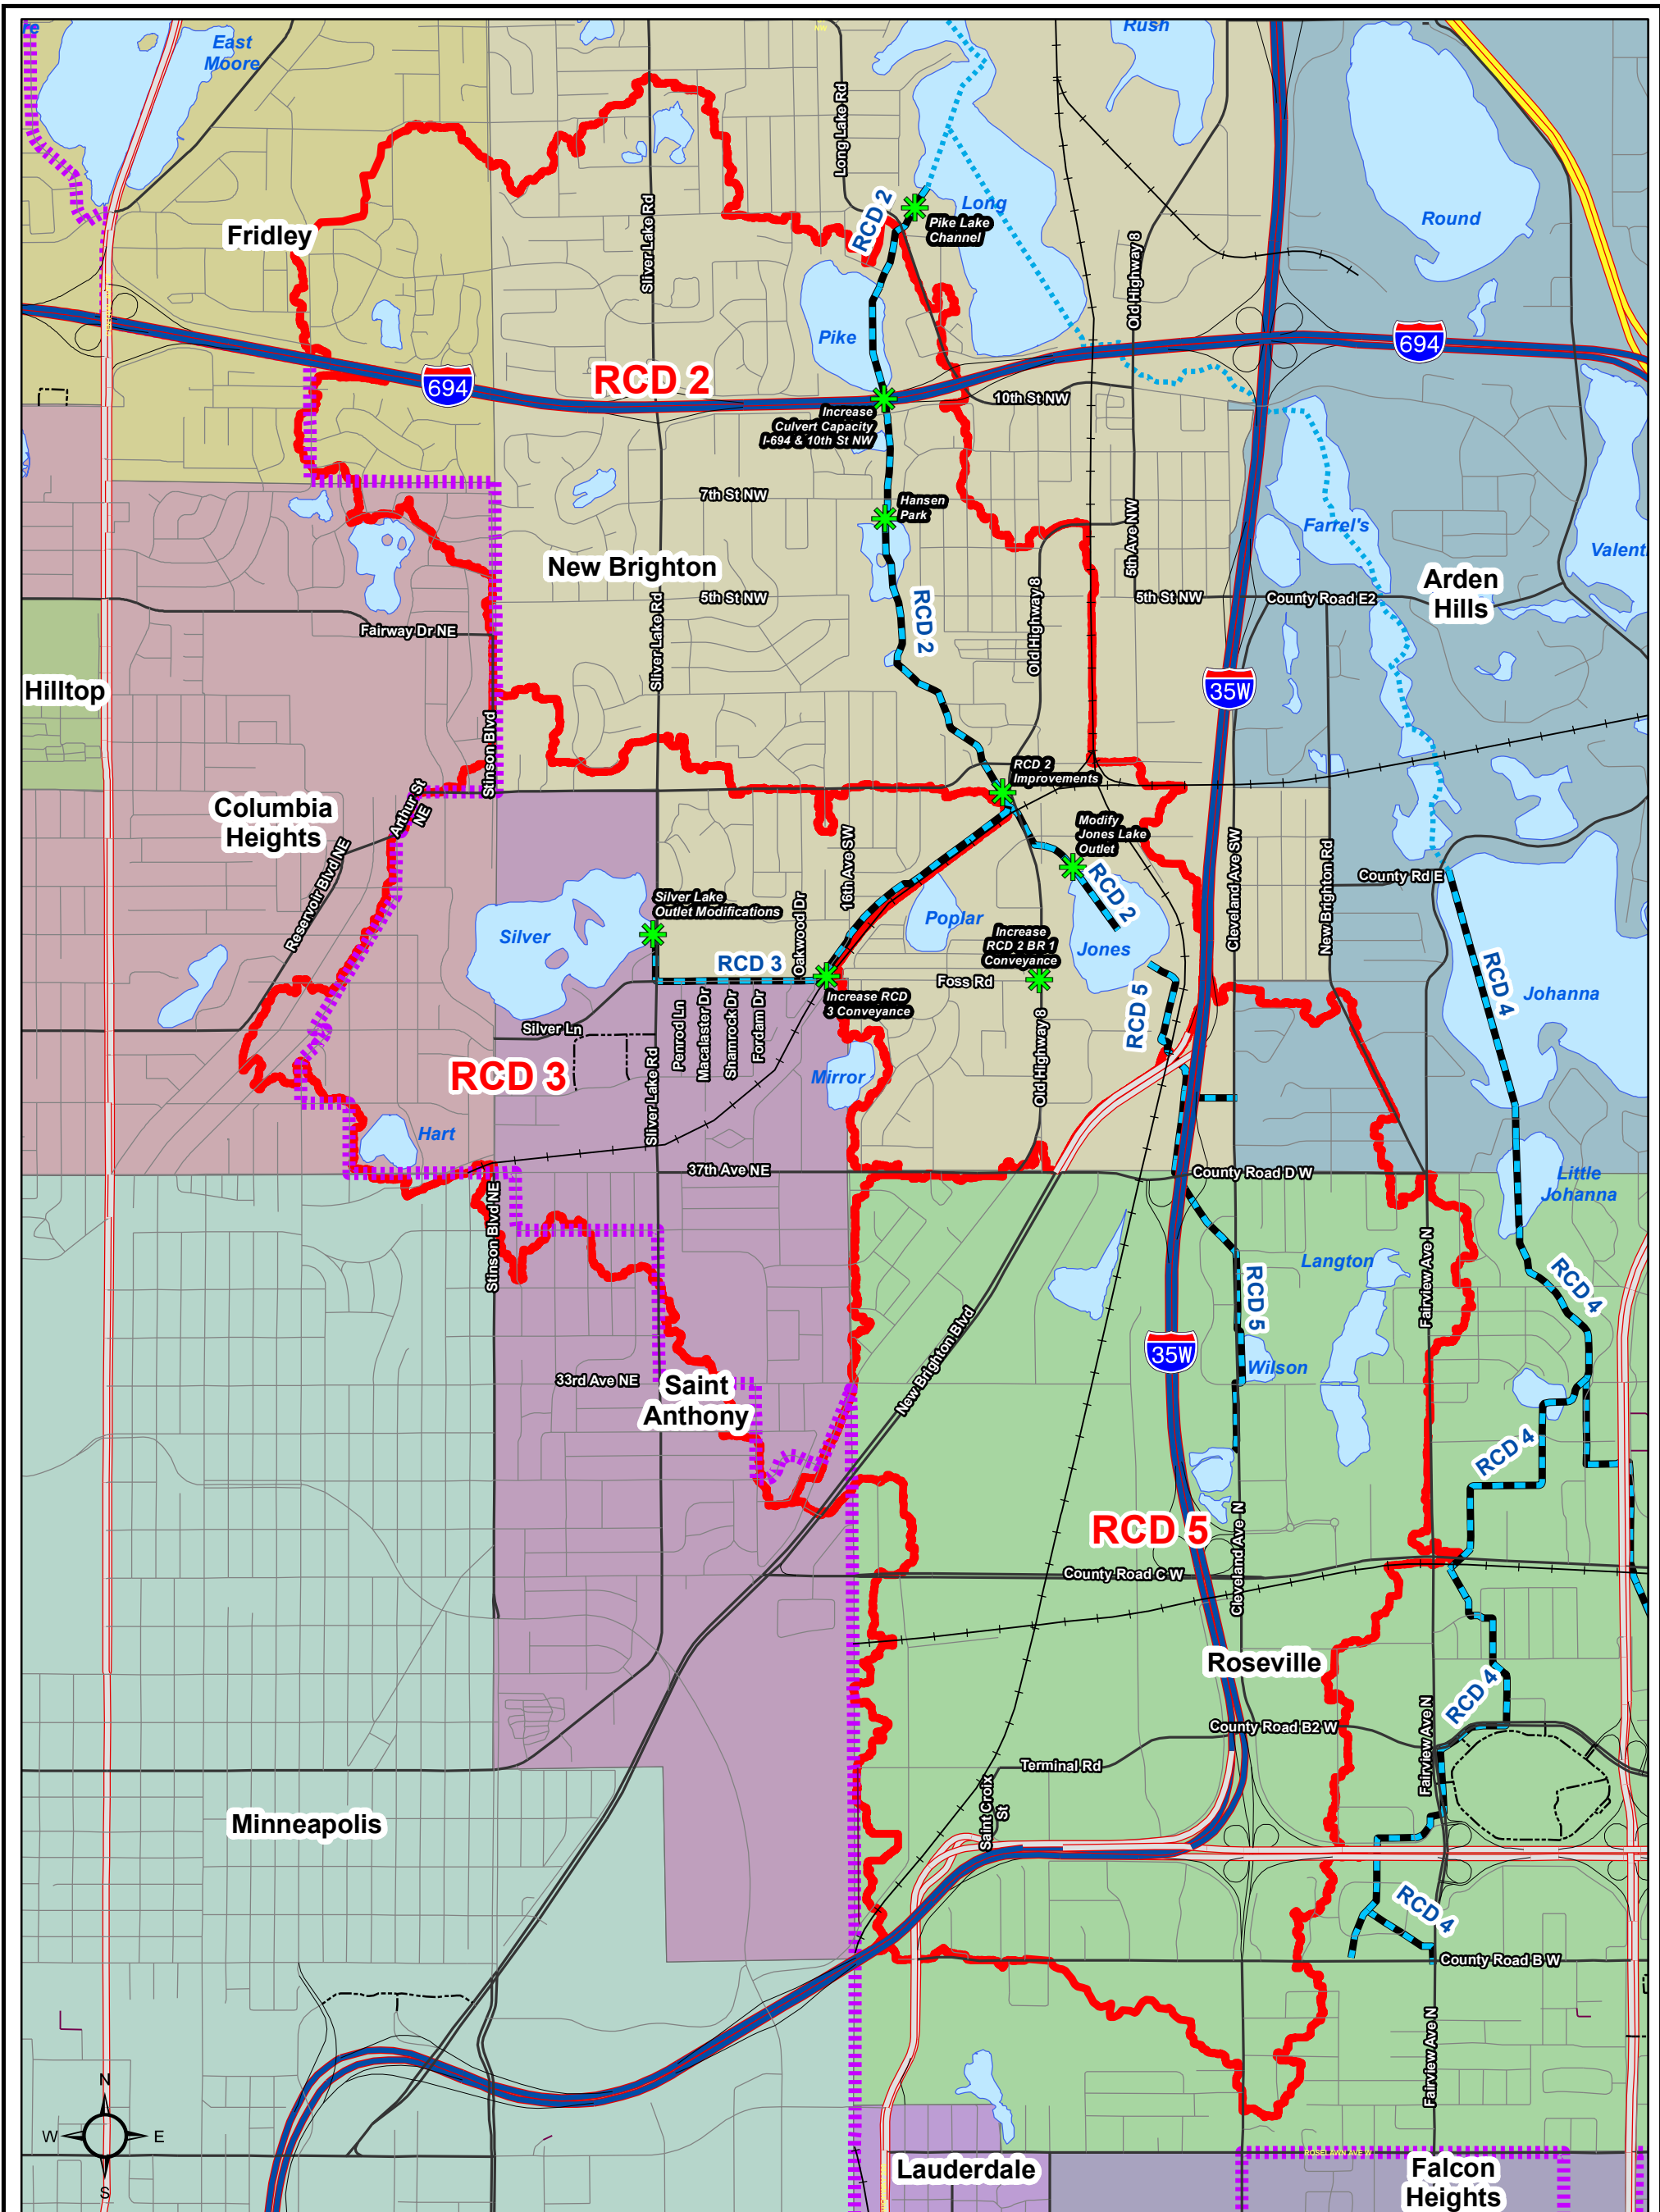 East
Moore
Rush
Long Lake Rd
Silver Lake Rd
RCD 2
Long
Pike Lake
Channel
Round
Fridley
Old Highway 8
Pike
694
694
RCD 2
10th St NW
Increase
Culvert Capacity
I-694 & 10th St NW
7th St NW
Hansen
Park
5th Ave NW
Farrel's
Valent
New Brighton
Arden
Hills
5th St NW
5th St NW
County Road E2
RCD 2
Silver Lake Rd
Old Highway 8
Fairway Dr NE
Hilltop
35W
Stinson Blvd
RCD 2
Improvements
Columbia
Heights
Arthur St
NE
Reservoir Blvd NE
Modify
Jones Lake
Outlet
16th Ave SW
Cleveland Ave SW
New Brighton Rd
County Rd E
RCD 2
Silver Lake
Outlet Modifications
Oakwood Dr
Poplar
Silver
Increase
RCD 2 BR 1
Conveyance
Jones
RCD 3
Foss Rd
RCD 4
Johanna
Increase RCD
3 Conveyance
RCD 5
Silver Ln
Penrod Ln
Macalaster Dr
Shamrock Dr
Fordam Dr
RCD 3
Silver Lake Rd
Mirror
Old Highway 8
Hart
37th Ave NE
County Road D W
Little
Johanna
Stinson Blvd NE
Langton
Fairview Ave N
RCD 5
RCD 4
New Brighton Blvd
35W
Wilson
33rd Ave NE
Saint
Anthony
RCD 4
RCD 5
Cleveland Ave N
County Road C W
Roseville
RCD 4
Fairview Ave N
County Road B2 W
Terminal Rd
Saint Croix
St
Minneapolis
RCD 4
County Road B W
Fairview Ave N
N
W
E
S
ROSELAWN AVE W
Lauderdale
Falcon
Heights